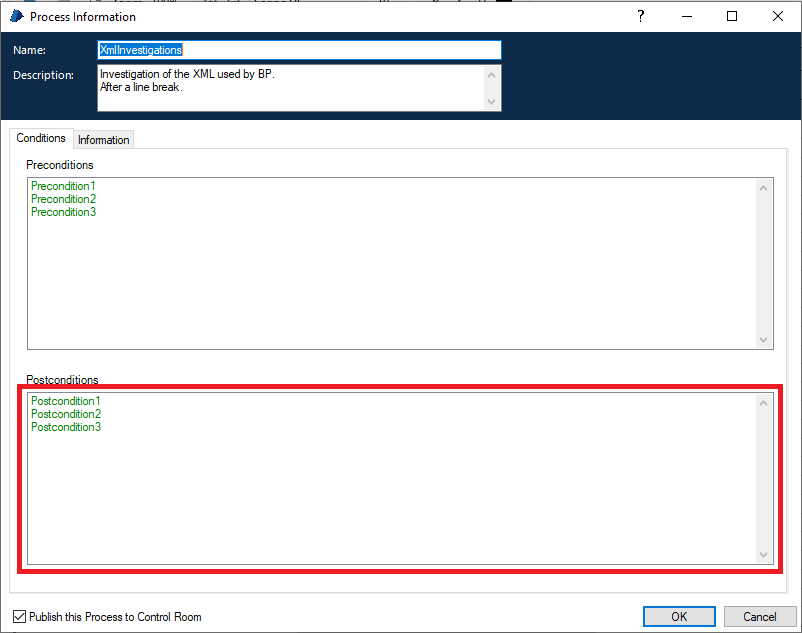 Process Information
?
Name:
XmlInvestigations
Description:
Investigation of the XML used by BP.
After a line break.
Conditions
Information
Preconditions
Precondition1
Precondition2
Precondition3
Postconditions
Postcondition1
Postcondition2
Postcondition3
Publish this Process to Control Room
OK
Cancel